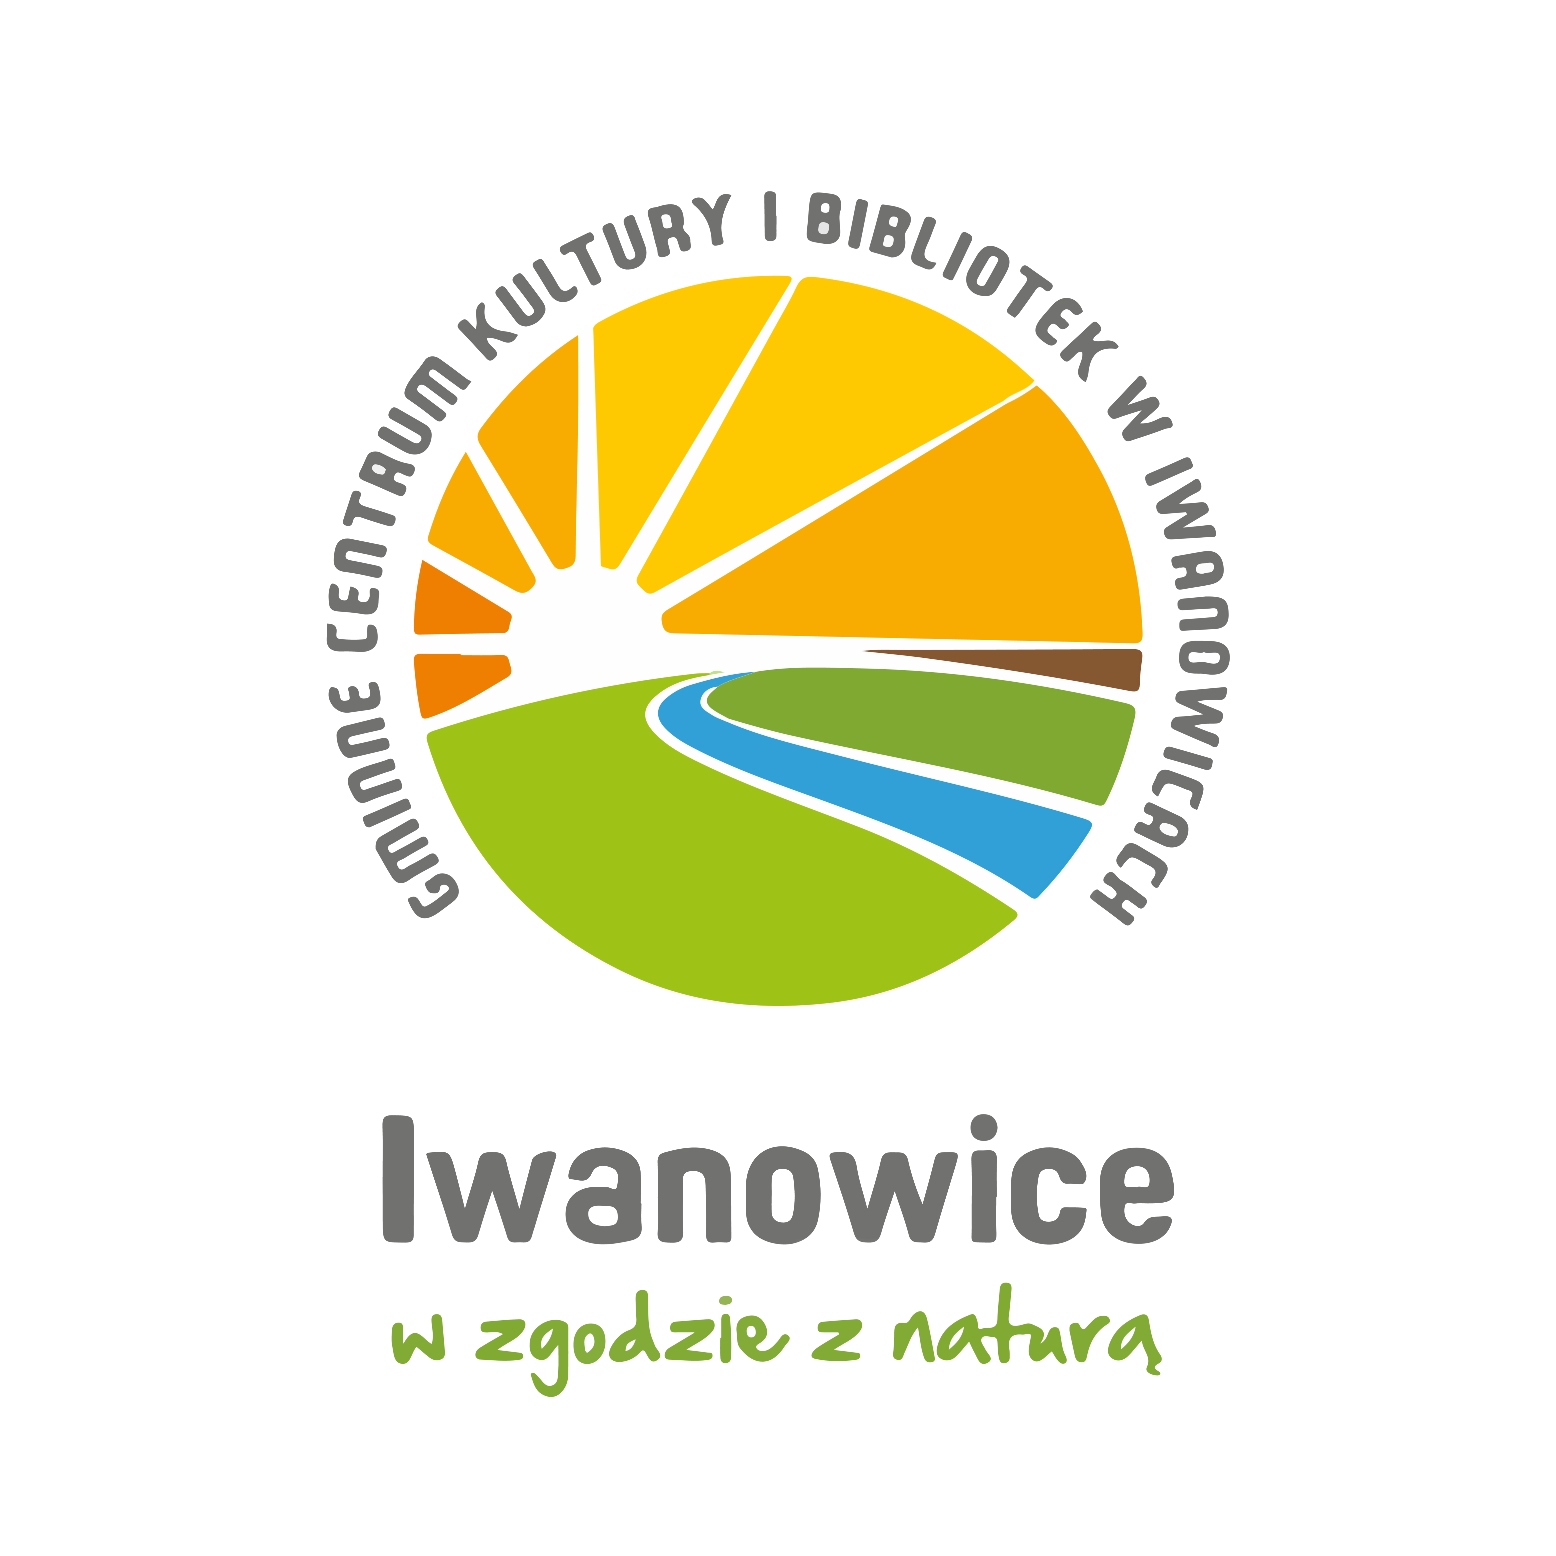 GMINNE CENTRUM KULTURY I BIBLIOTEK W IWANOWICACH
Iwanowice
w zgodzie z naturą